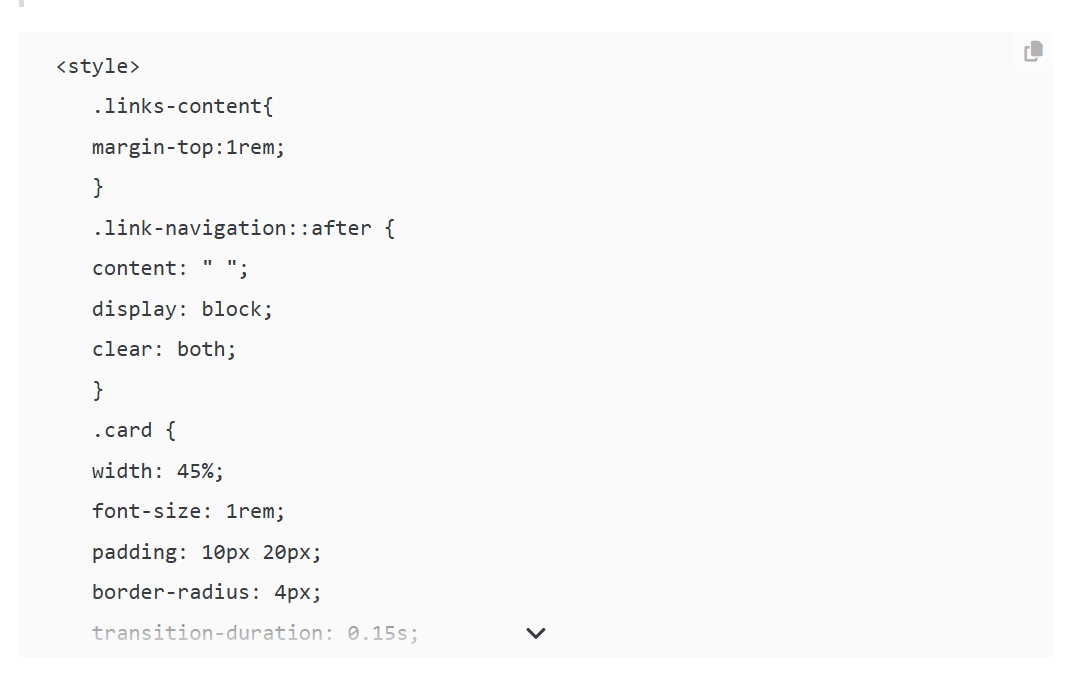 <style>
.links-content{
margin-top:1rem;
}
.link-navigation::after {
content: " ";
display: block;
clear: both;
}
.card {
width: 45%;
font-size: 1rem;
padding: 10px 20px;
border-radius: 4px;
transition-duration: 0.15s;